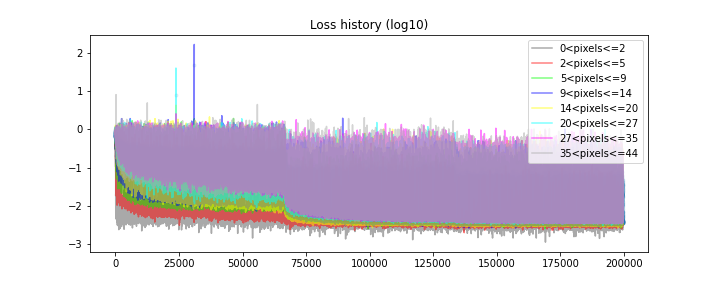 Loss history (log10)
2
1
0
−1
−2
−3
0
25000
50000
75000
100000
125000
150000
175000
200000
0<pixels<=2
2<pixels<=5
5<pixels<=9
9<pixels<=14
14<pixels<=20
20<pixels<=27
27<pixels<=35
35<pixels<=44